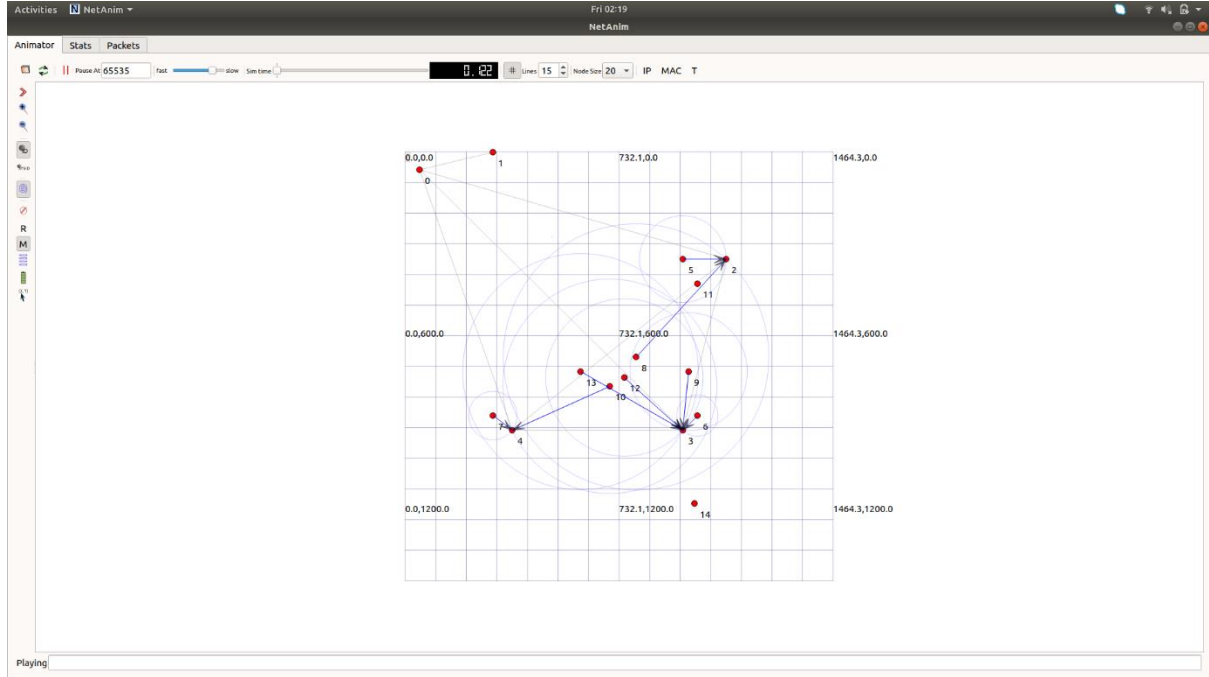 Activities NetAnim Fri 02:19
NetAnim
Animator Stats Packets
Pause At 65535 fast slow Sim time 0.122 # Lines 15 Node Size 20 IP MAC T
R
M
0.0,0.0 732.1,0.0 1464.3,0.0
1
0
5 2
11
0.0,600.0 732.1,600.0 1464.3,600.0
8
13 12 9
10
7 6
4 3
0.0,1200.0 732.1,1200.0 1464.3,1200.0
14
Playing